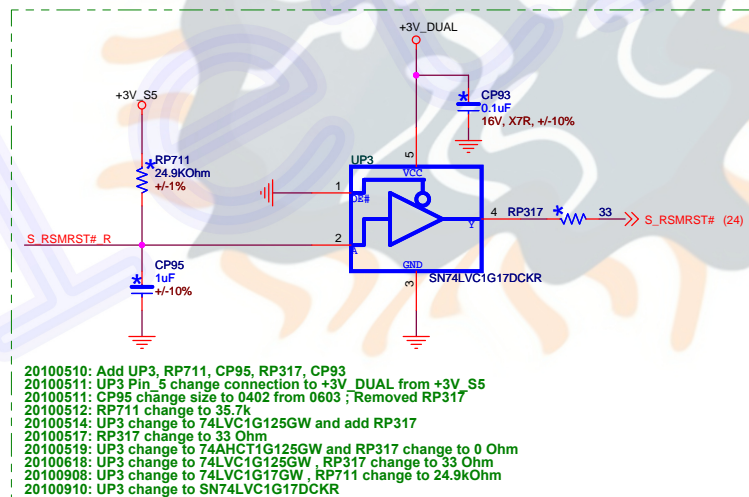 +3V_DUAL
+3V_S5
CP93
0.1uF
16V, X7R, +/-10%
RP711
24.9KOhm
+/-1%
UP3
5
VCC
1
OE#
2
A
4
Y
RP317
33
S_RSMRST# (24)
S_RSMRST#_R
GND
3
SN74LVC1G17DCKR
CP95
1uF
+/-10%
20100510: Add UP3, RP711, CP95, RP317, CP93
20100511: UP3 Pin_5 change connection to +3V_DUAL from +3V_S5
20100511: CP95 change size to 0402 from 0603 ; Removed RP317
20100512: RP711 change to 35.7k
20100514: UP3 change to 74LVC1G125GW and add RP317
20100517: RP317 change to 33 Ohm
20100519: UP3 change to 74AHCT1G125GW and RP317 change to 0 Ohm
20100618: UP3 change to 74LVC1G125GW , RP317 change to 33 Ohm
20100908: UP3 change to 74LVC1G17GW , RP711 change to 24.9kOhm
20100910: UP3 change to SN74LVC1G17DCKR